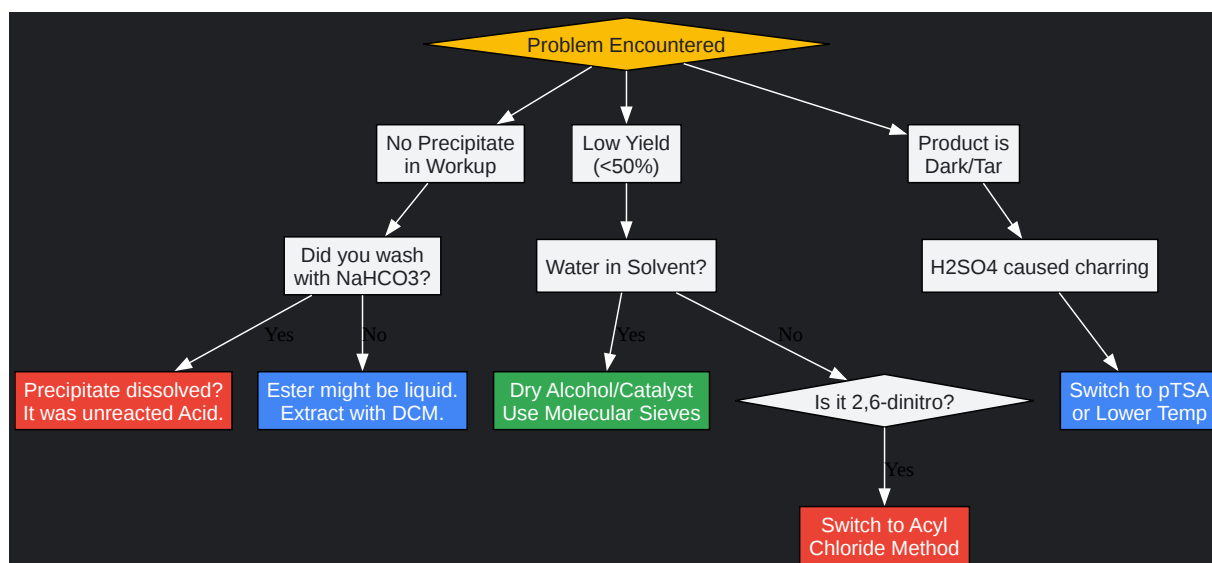 Problem Encountered
No Precipitate
in Workup
Low Yield
(<50%)
Product is
Dark/Tar
Did you wash
with NaHCO3?
Water in Solvent?
H2SO4 caused charring
Yes
No
Yes
No
Precipitate dissolved?
It was unreacted Acid.
Ester might be liquid.
Extract with DCM.
Dry Alcohol/Catalyst
Use Molecular Sieves
Is it 2,6-dinitro?
Switch to pTSA
or Lower Temp
Yes
Switch to Acyl
Chloride Method